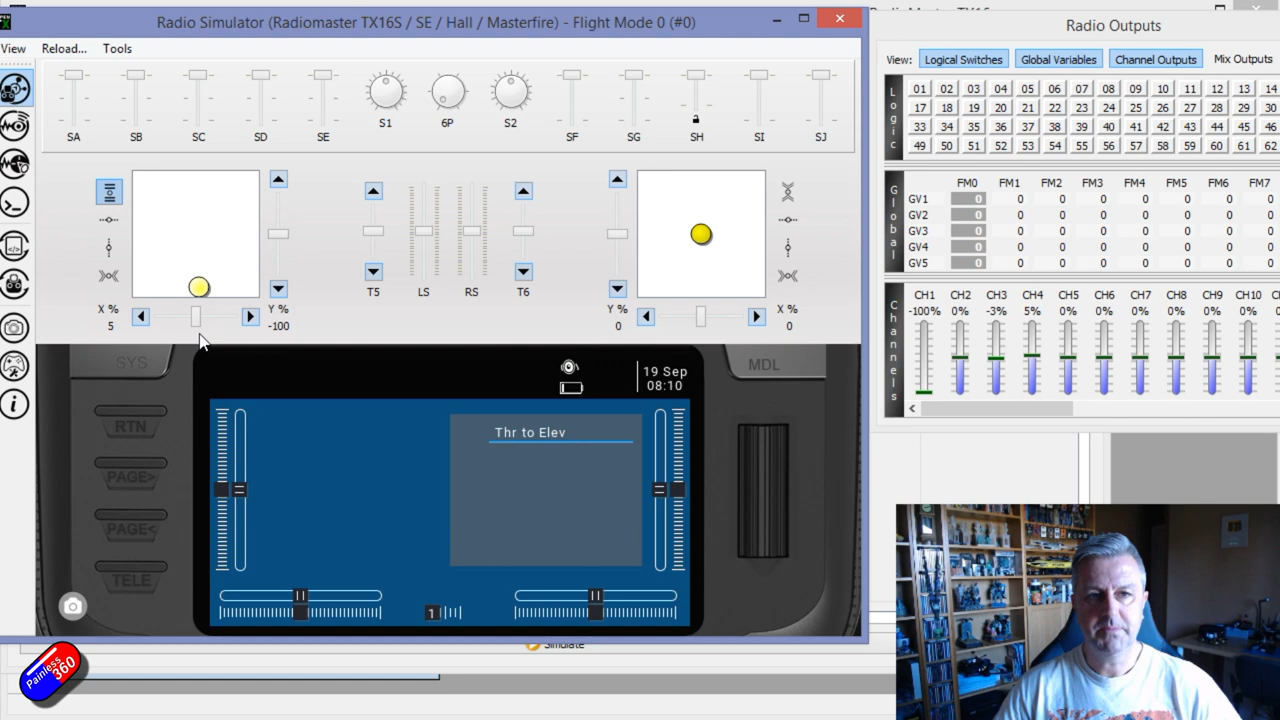 Radio Simulator (Radiomaster TX16S / SE / Hall / Masterfire) - Flight Mode 0 (#0)
View Reload... Tools
SA SB SC SD SE S1 6P S2 SF SG SH SI SJ
T5 LS RS T6
X % Y % Y % X %
5 -100 0 0
SYS MDL
19 Sep
08:10
RTN
PAGE>
PAGE<
TELE
Thr to Elev
1
Simulate
Painless
360
Radio Outputs
View: Logical Switches Global Variables Channel Outputs Mix Outputs
Logic
01 02 03 04 05 06 07 08 09 10 11 12 13 14
17 18 19 20 21 22 23 24 25 26 27 28 29 30
33 34 35 36 37 38 39 40 41 42 43 44 45 46
49 50 51 52 53 54 55 56 57 58 59 60 61 62
Global
FM0 FM1 FM2 FM3 FM4 FM5 FM6 FM7
GV1 0 0 0 0 0 0 0 0
GV2 0 0 0 0 0 0 0 0
GV3 0 0 0 0 0 0 0 0
GV4 0 0 0 0 0 0 0 0
GV5 0 0 0 0 0 0 0 0
Channels
CH1 CH2 CH3 CH4 CH5 CH6 CH7 CH8 CH9 CH10 C
-100% 0% -3% 5% 0% 0% 0% 0% 0% 0%